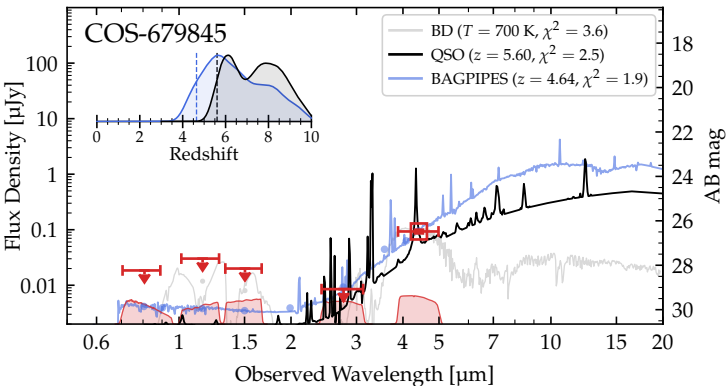 COS-679845
BD (T = 700 K, χ² = 3.6)
QSO (z = 5.60, χ² = 2.5)
BAGPIPES (z = 4.64, χ² = 1.9)
0 2 4 6 8 10
Redshift
Flux Density [μJy]
100
10
1
0.1
0.01
AB mag
18
20
22
24
26
28
30
0.6 1 2 3 4 5 7 10 15 20
Observed Wavelength [μm]